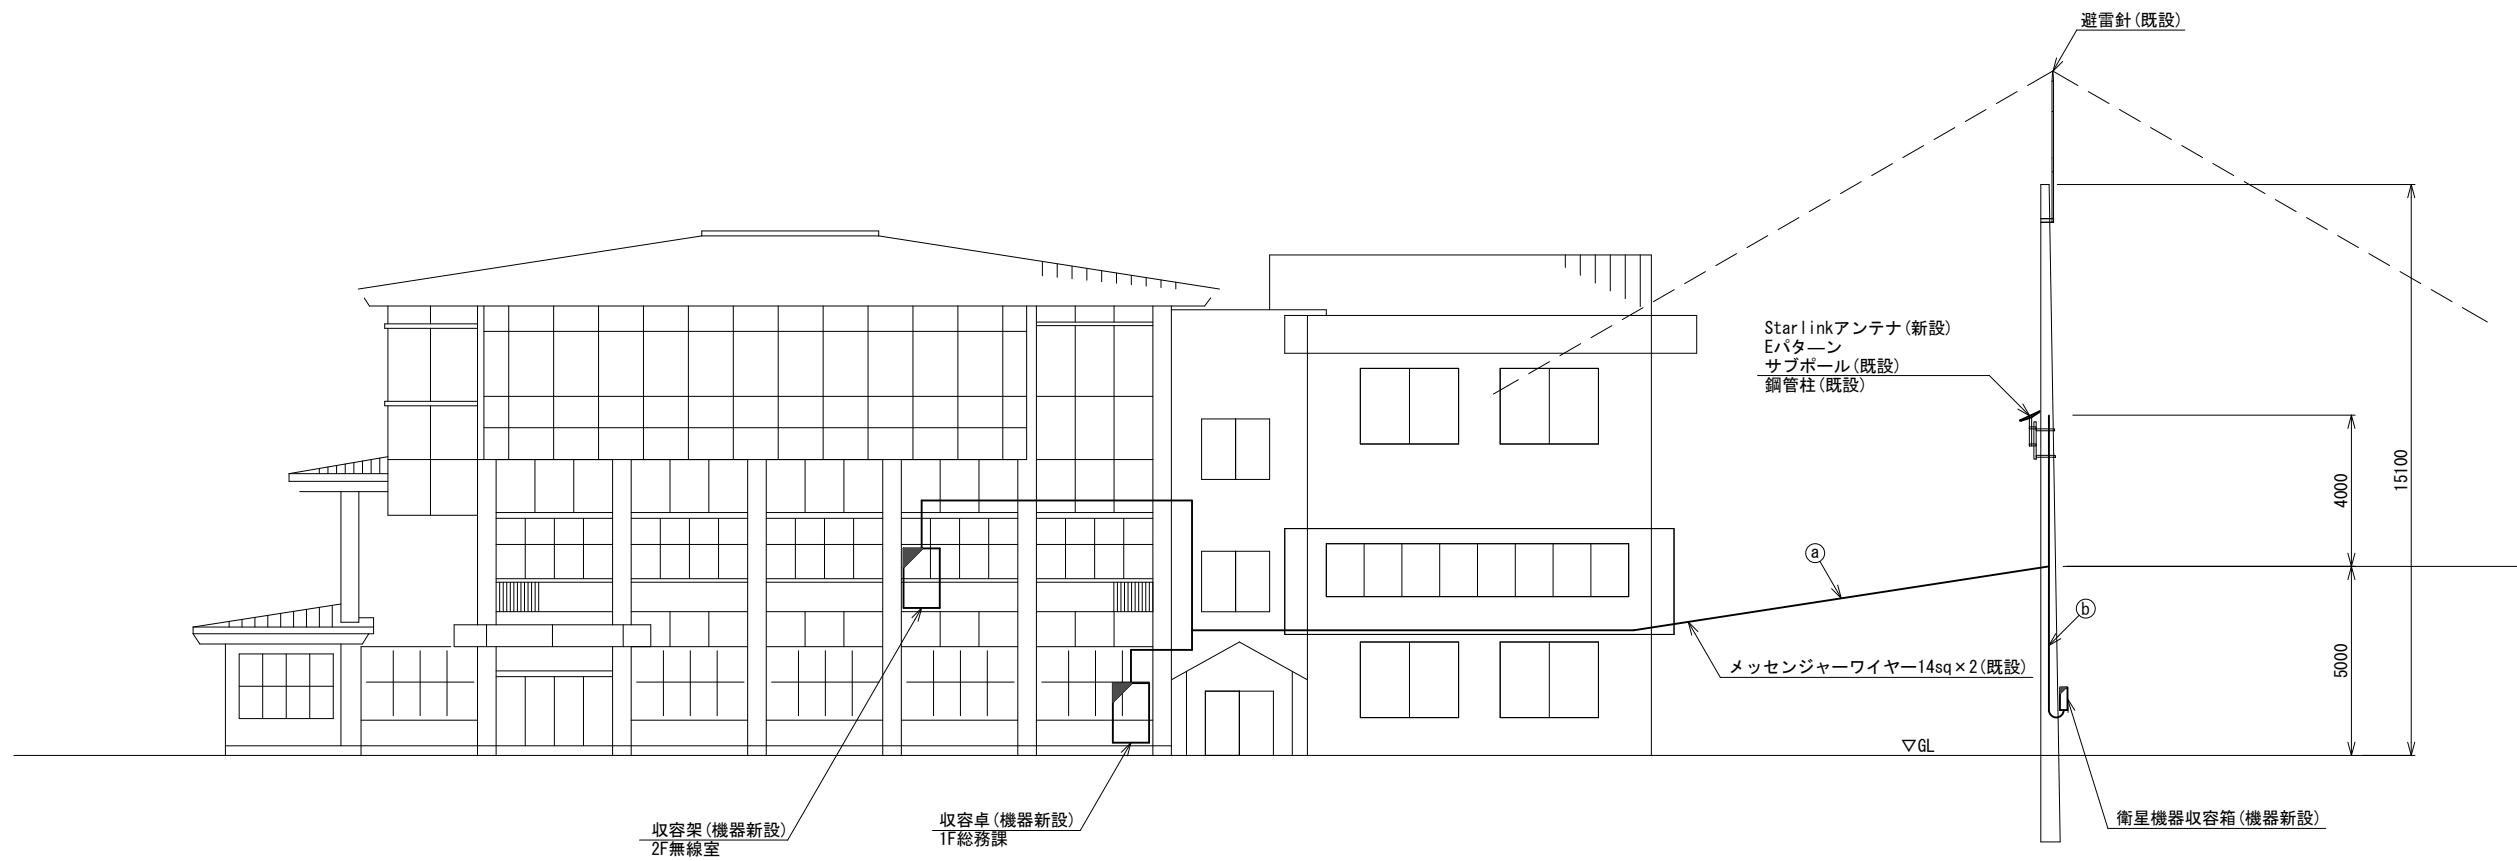 避雷針(既設)
Starlinkアンテナ(新設)
Eパターン
サブポール(既設)
鋼管柱(既設)
15100
4000
ⓐ
ⓑ
5000
メッセンジャーワイヤー14sq×2(既設)
▽GL
収容架(機器新設)
2F無線室
収容卓(機器新設)
1F総務課
衛星機器収容箱(機器新設)